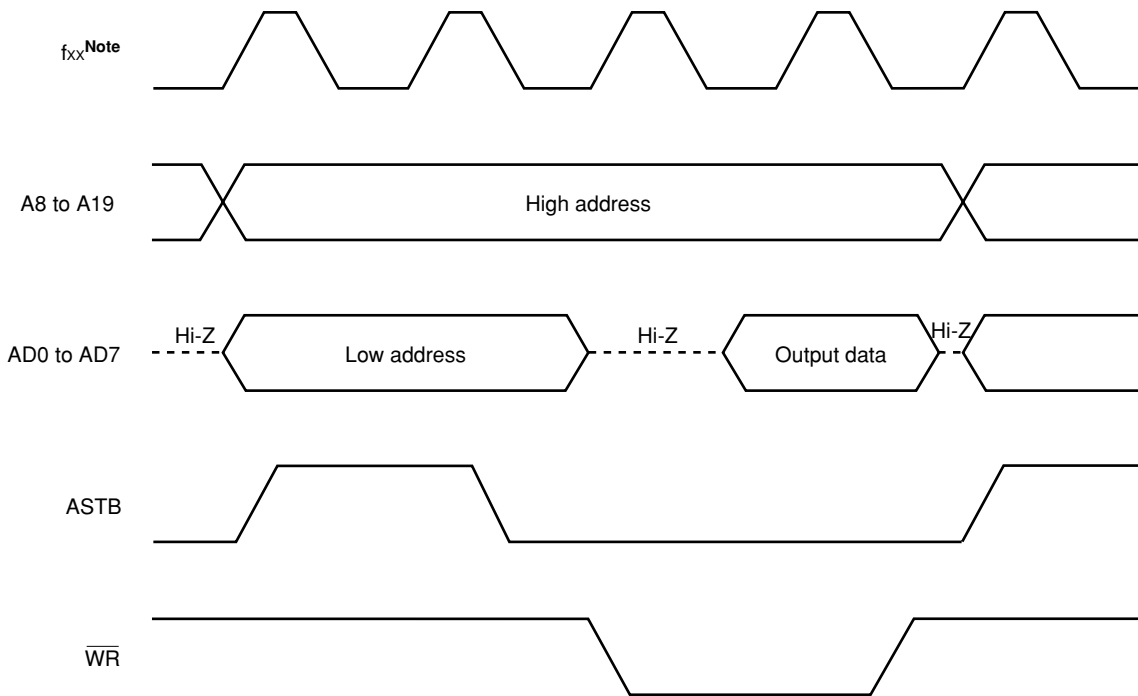 fxxNote
A8 to A19
High address
AD0 to AD7
Hi-Z
Low address
Hi-Z
Output data
Hi-Z
ASTB
WR